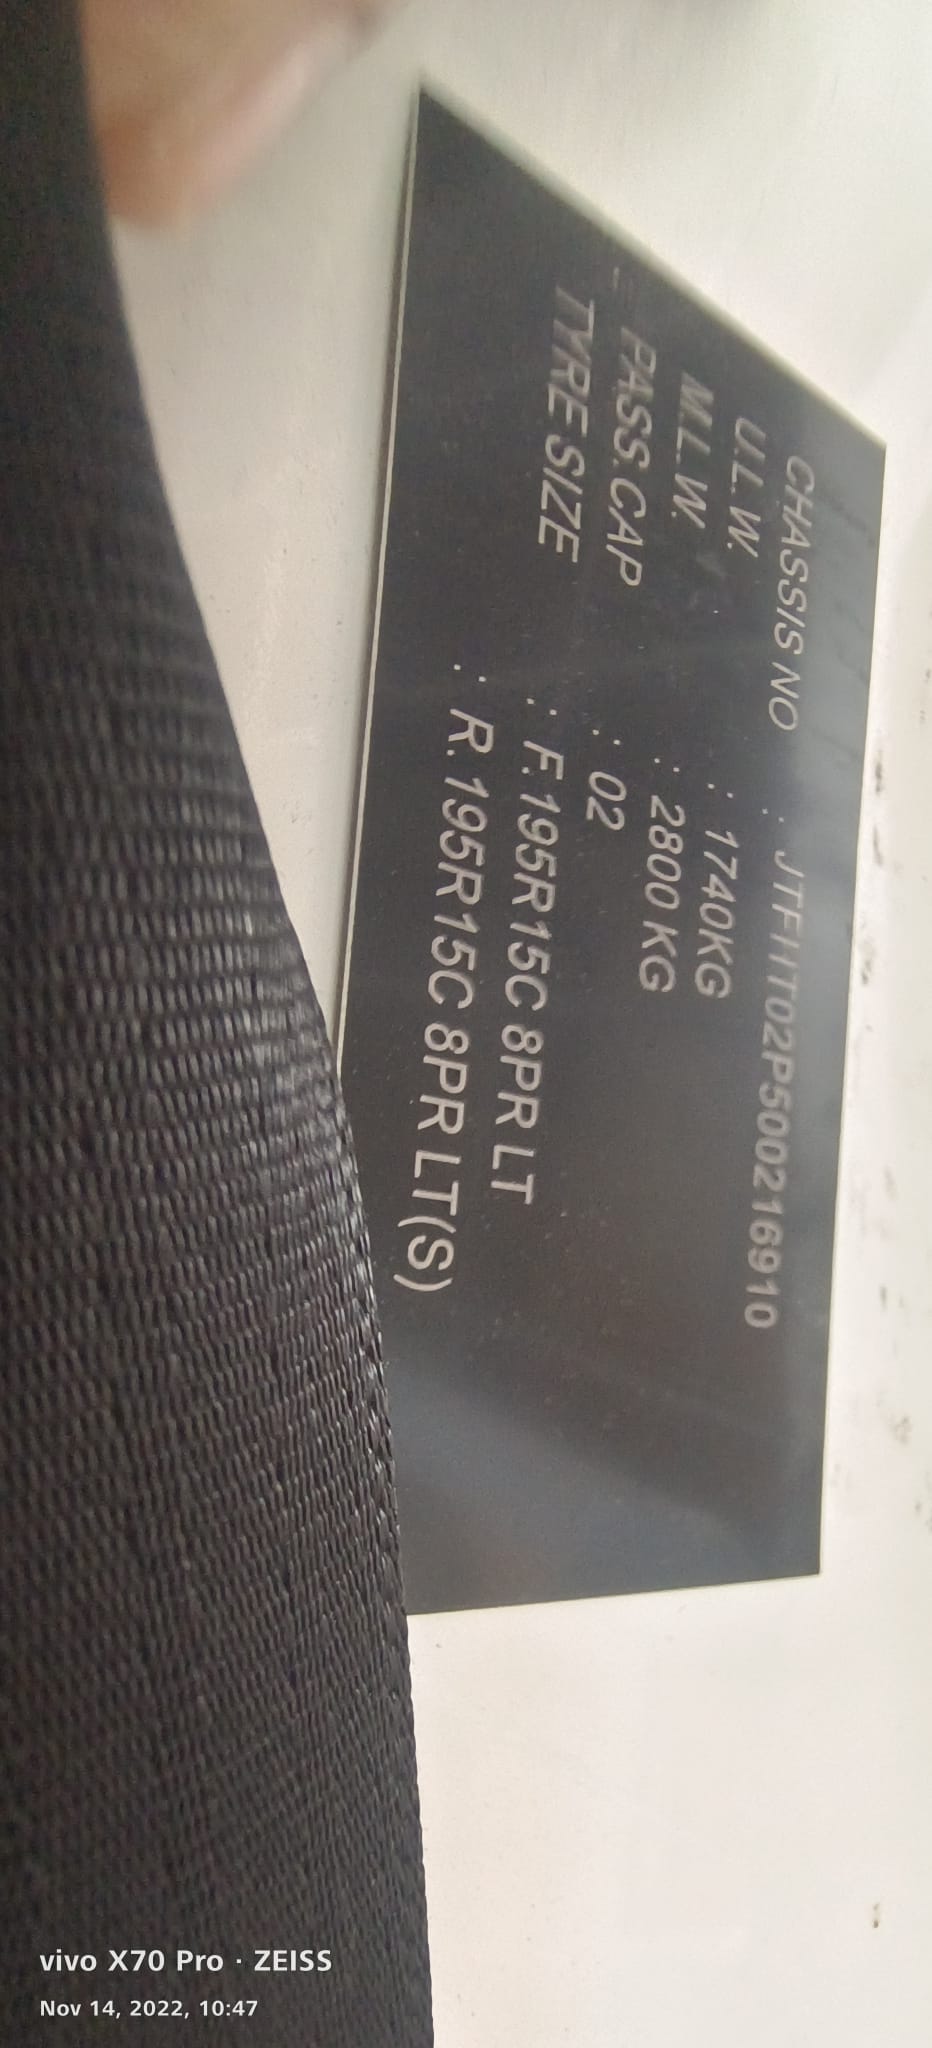 CHASSIS NO : JTFHT02P500216910
U.L.W. : 1740KG
M.L.W. : 2800 KG
PASS.CAP : 02
TYRE SIZE : F.195R15C 8PR LT
: R.195R15C 8PR LT(S)
vivo X70 Pro · ZEISS
Nov 14, 2022, 10:47